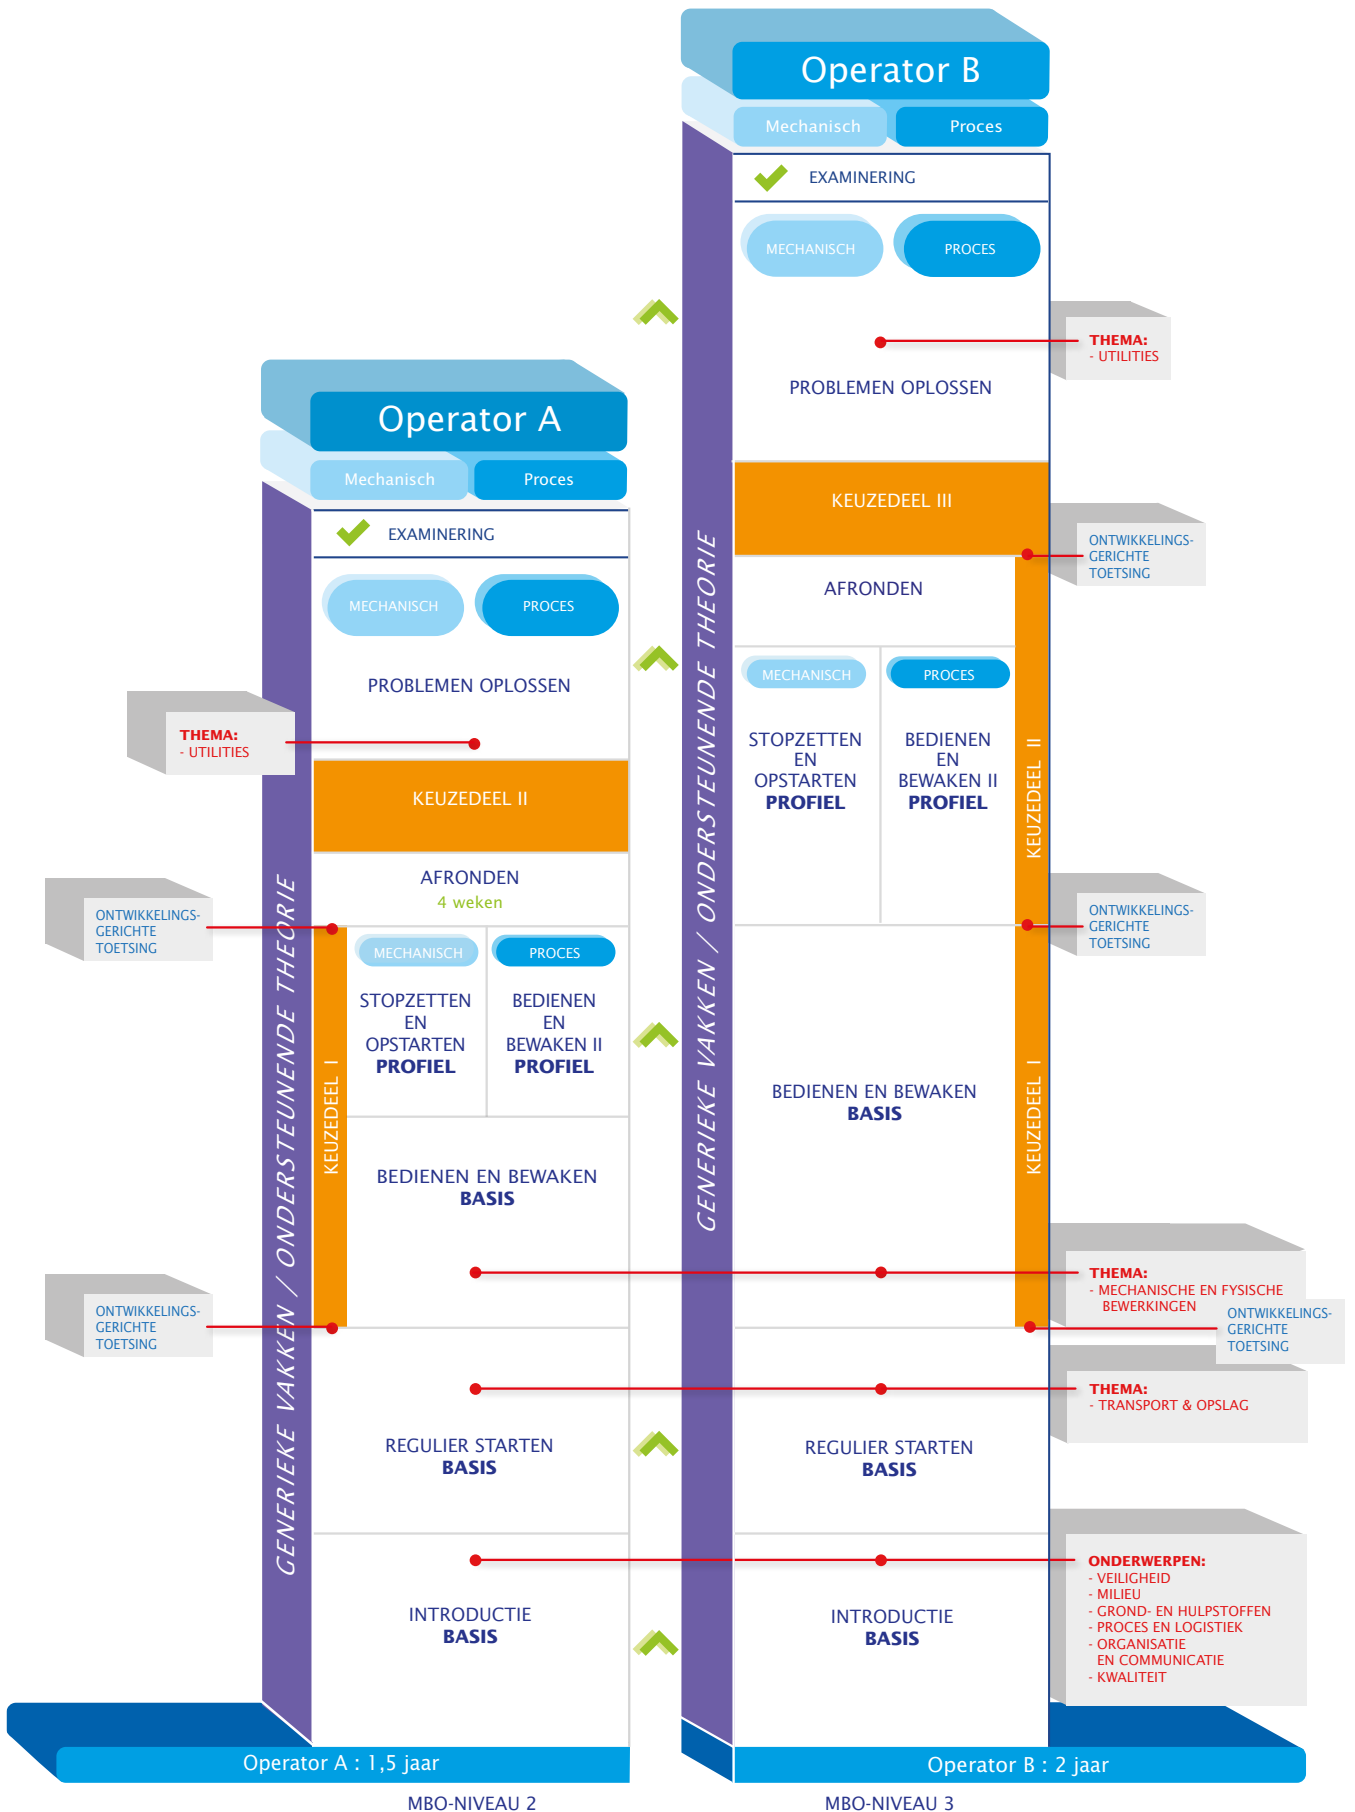 Operator B
Mechanisch
Proces
EXAMINERING
MECHANISCH
PROCES
THEMA:
- UTILITIES
PROBLEMEN OPLOSSEN
KEUZEDEEL III
ONTWIKKELINGS-
GERICHTE
TOETSING
AFRONDEN
MECHANISCH
PROCES
STOPZETTEN
EN
OPSTARTEN
PROFIEL
BEDIENEN
EN
BEWAKEN II
PROFIEL
KEUZEDEEL II
ONTWIKKELINGS-
GERICHTE
TOETSING
BEDIENEN EN BEWAKEN
BASIS
KEUZEDEEL I
GENERIEKE VAKKEN / ONDERSTEUNENDE THEORIE
THEMA:
- MECHANISCHE EN FYSISCHE
BEWERKINGEN
ONTWIKKELINGS-
GERICHTE
TOETSING
THEMA:
- TRANSPORT & OPSLAG
REGULIER STARTEN
BASIS
ONDERWERPEN:
- VEILIGHEID
- MILIEU
- GROND- EN HULPSTOFFEN
- PROCES EN LOGISTIEK
- ORGANISATIE
EN COMMUNICATIE
- KWALITEIT
INTRODUCTIE
BASIS
Operator B : 2 jaar
MBO-NIVEAU 3
Operator A
Mechanisch
Proces
EXAMINERING
MECHANISCH
PROCES
PROBLEMEN OPLOSSEN
THEMA:
- UTILITIES
KEUZEDEEL II
AFRONDEN
4 weken
ONTWIKKELINGS-
GERICHTE
TOETSING
MECHANISCH
PROCES
STOPZETTEN
EN
OPSTARTEN
PROFIEL
BEDIENEN
EN
BEWAKEN II
PROFIEL
KEUZEDEEL I
GENERIEKE VAKKEN / ONDERSTEUNENDE THEORIE
BEDIENEN EN BEWAKEN
BASIS
ONTWIKKELINGS-
GERICHTE
TOETSING
REGULIER STARTEN
BASIS
INTRODUCTIE
BASIS
Operator A : 1,5 jaar
MBO-NIVEAU 2